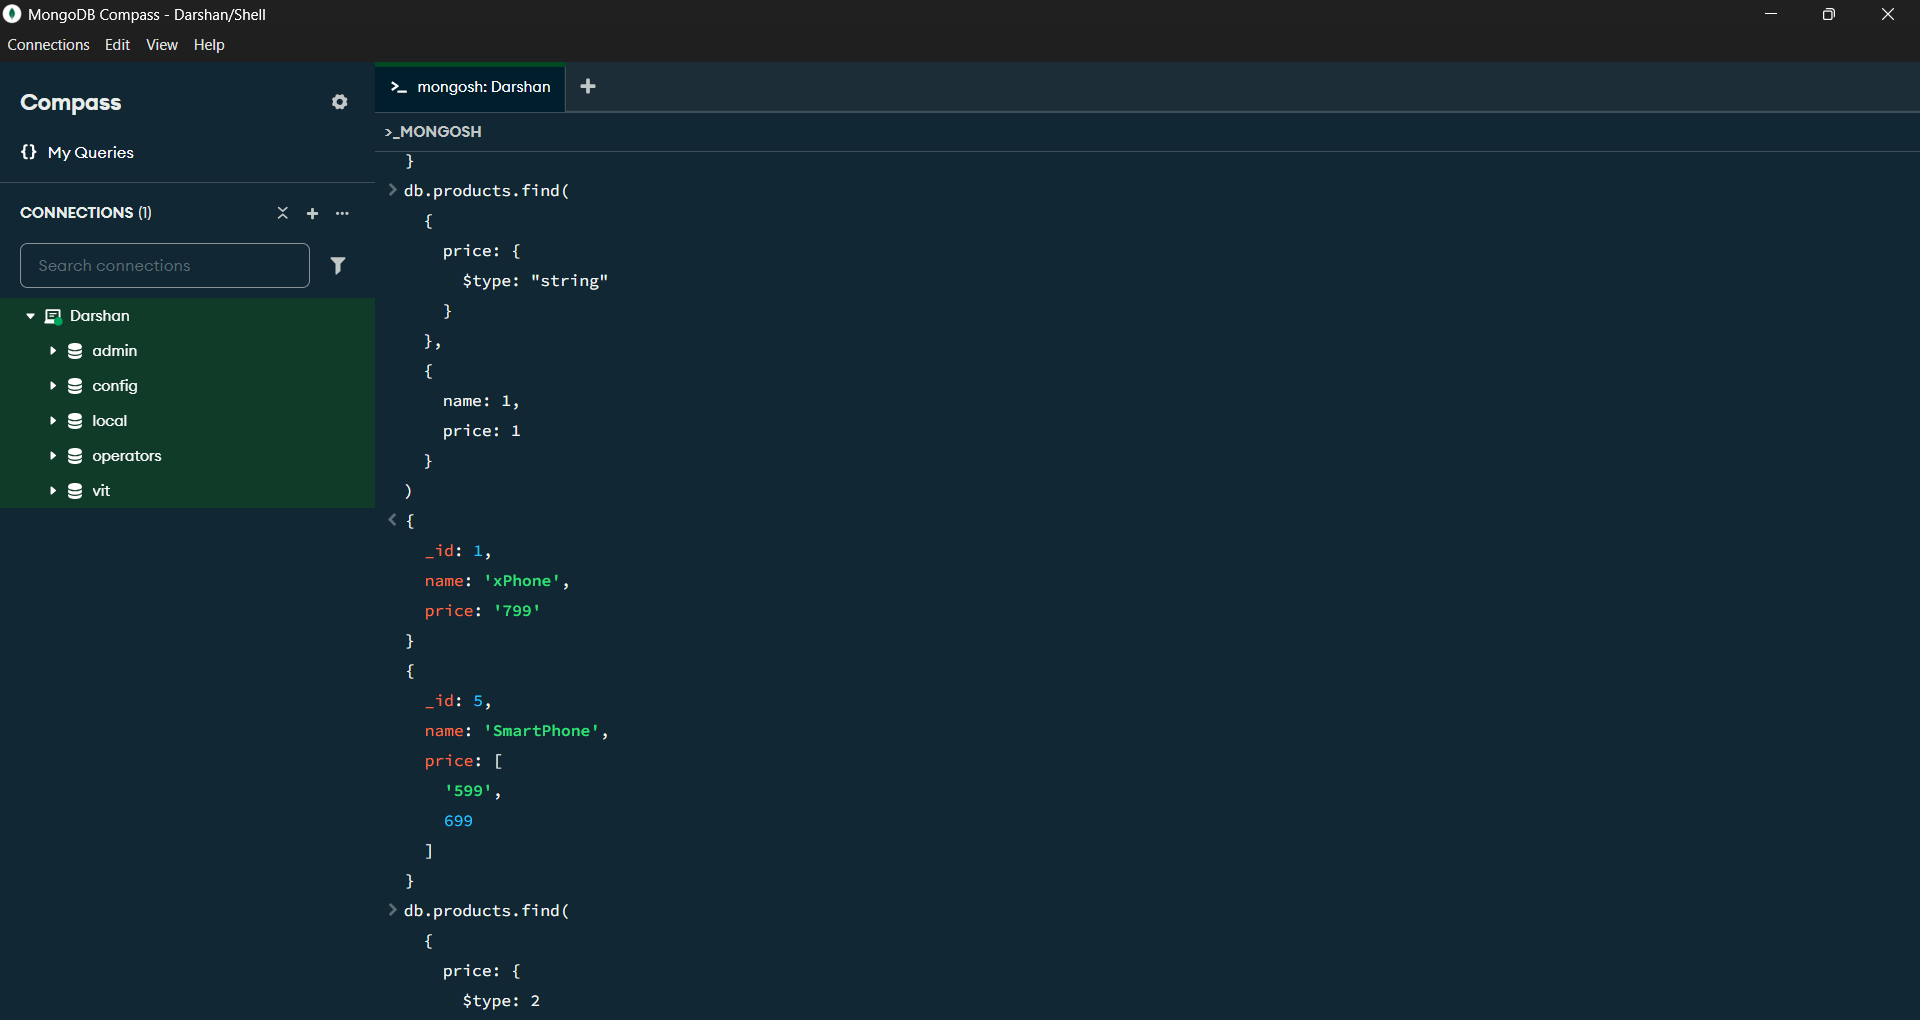 MongoDB Compass - Darshan/Shell
Connections Edit View Help
Compass
{} My Queries
CONNECTIONS (1)
Search connections
Darshan
admin
config
local
operators
vit
>_ mongosh: Darshan
>_MONGOSH
}
> db.products.find(
{
price: {
$type: "string"
}
},
{
name: 1,
price: 1
}
)
< {
_id: 1,
name: 'xPhone',
price: '799'
}
{
_id: 5,
name: 'SmartPhone',
price: [
'599',
699
]
}
> db.products.find(
{
price: {
$type: 2